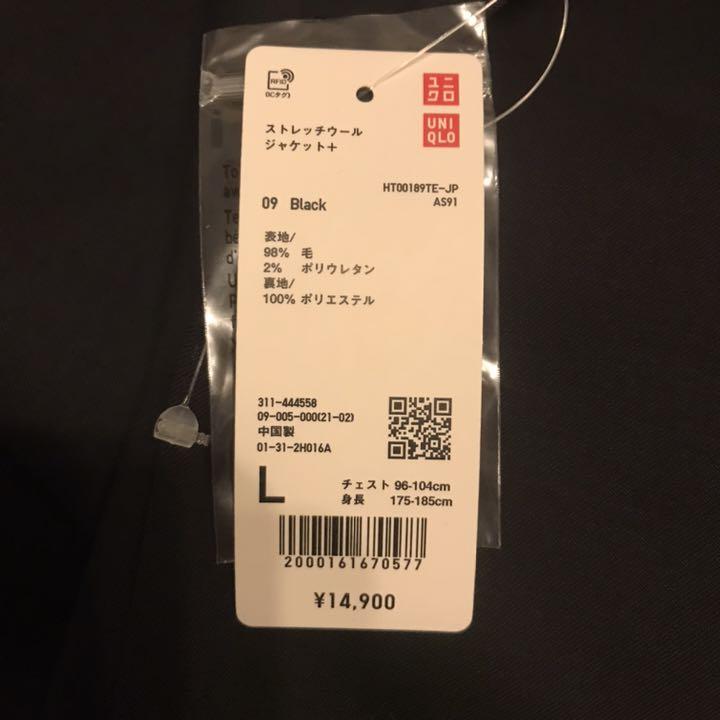 RFID
(ICタグ)
ユニ
クロ
UNI
QLO
ストレッチウール
ジャケット＋
HT00189TE-JP
AS91
09 Black
表地/
98% 毛
2% ポリウレタン
裏地/
100% ポリエステル
311-444558
09-005-000(21-02)
中国製
01-31-2H016A
L
チェスト 96-104cm
身長 175-185cm
2000161670577
¥14,900